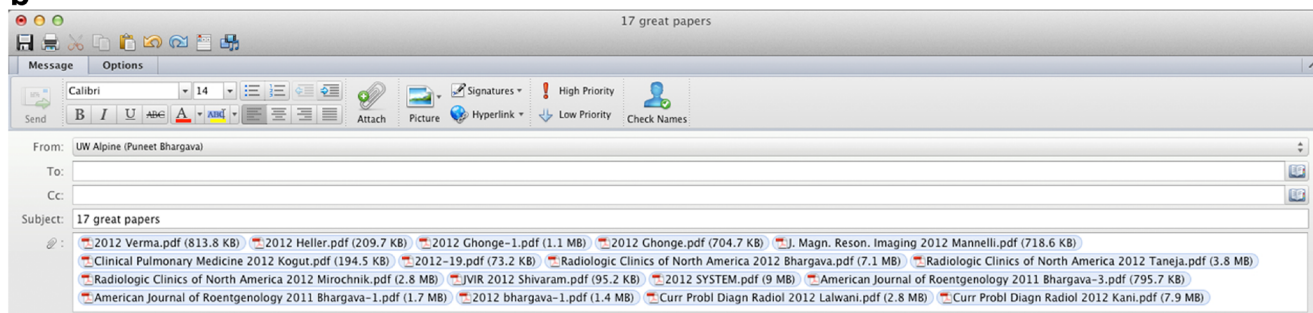 b
17 great papers
Message Options
Calibri 14 Signatures High Priority
Send B I U ABC A ABC Attach Picture Hyperlink Low Priority Check Names
From: UW Alpine (Puneet Bhargava)
To:
Cc:
Subject: 17 great papers
2012 Verma.pdf (813.8 KB) 2012 Heller.pdf (209.7 KB) 2012 Ghonge-1.pdf (1.1 MB) 2012 Ghonge.pdf (704.7 KB) J. Magn. Reson. Imaging 2012 Mannelli.pdf (718.6 KB)
Clinical Pulmonary Medicine 2012 Kogut.pdf (194.5 KB) 2012-19.pdf (73.2 KB) Radiologic Clinics of North America 2012 Bhargava.pdf (7.1 MB) Radiologic Clinics of North America 2012 Taneja.pdf (3.8 MB)
Radiologic Clinics of North America 2012 Mirochnik.pdf (2.8 MB) JVIR 2012 Shivaram.pdf (95.2 KB) 2012 SYSTEM.pdf (9 MB) American Journal of Roentgenology 2011 Bhargava-3.pdf (795.7 KB)
American Journal of Roentgenology 2011 Bhargava-1.pdf (1.7 MB) 2012 bhargava-1.pdf (1.4 MB) Curr Probl Diagn Radiol 2012 Lalwani.pdf (2.8 MB) Curr Probl Diagn Radiol 2012 Kani.pdf (7.9 MB)